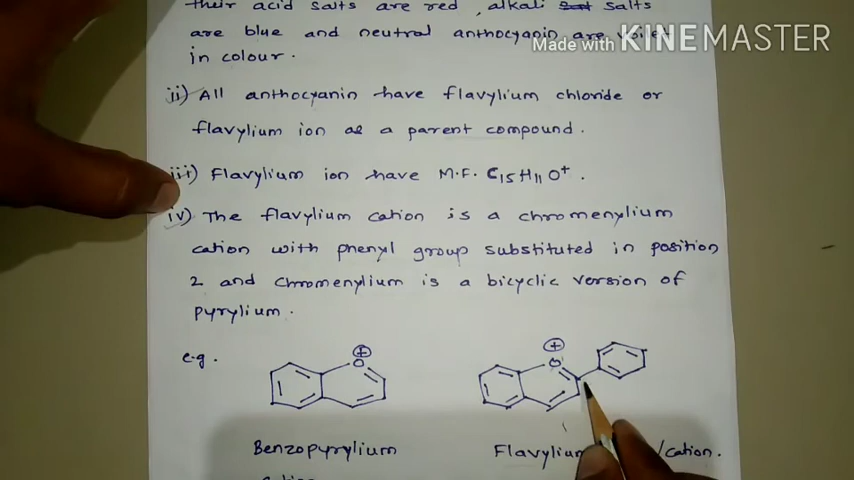 their acid salts are red, alkali salts
are blue and neutral anthocyanin are voilet
in colour.
Made with KINEMASTER
ii) All anthocyanin have flavylium chloride or
flavylium ion as a parent compound.
iii) Flavylium ion have M.F. C15H11O+.
iv) The flavylium cation is a chromenylium
cation with phenyl group substituted in position
2 and chromenylium is a bicyclic version of
pyrylium.
e.g.
+ O
+ O
Benzopyrylium
Flavylium /cation.